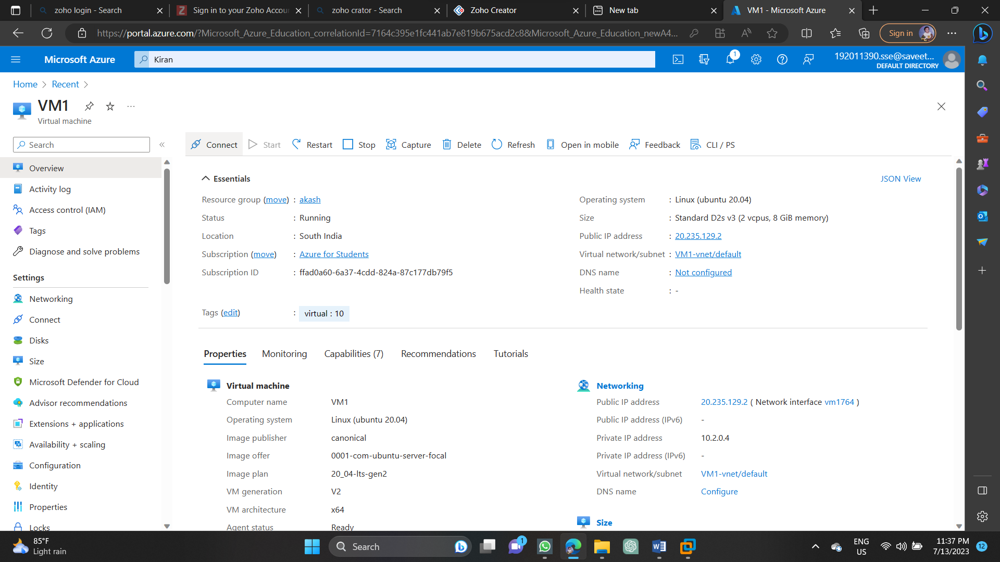 zoho login - Search
Sign in to your Zoho Accou
zoho crator - Search
Zoho Creator
New tab
VM1 - Microsoft Azure
https://portal.azure.com/?Microsoft_Azure_Education_correlationId=7164c395e1fc441ab7e819b675acd2c8&Microsoft_Azure_Education_newA4...
Sign in
Microsoft Azure
Kiran
1
192011390.sse@saveet...
DEFAULT DIRECTORY
Home > Recent >
VM1
Virtual machine
Search
Connect
Start
Restart
Stop
Capture
Delete
Refresh
Open in mobile
Feedback
CLI / PS
Overview
Activity log
Access control (IAM)
Tags
Diagnose and solve problems
Settings
Networking
Connect
Disks
Size
Microsoft Defender for Cloud
Advisor recommendations
Extensions + applications
Availability + scaling
Configuration
Identity
Properties
Locks
Essentials
JSON View
Resource group (move) : akash
Status : Running
Location : South India
Subscription (move) : Azure for Students
Subscription ID : ffad0a60-6a37-4cdd-824a-87c177db79f5
Operating system : Linux (ubuntu 20.04)
Size : Standard D2s v3 (2 vcpus, 8 GiB memory)
Public IP address : 20.235.129.2
Virtual network/subnet : VM1-vnet/default
DNS name : Not configured
Health state : -
Tags (edit) : virtual : 10
Properties
Monitoring
Capabilities (7)
Recommendations
Tutorials
Virtual machine
Computer name VM1
Operating system Linux (ubuntu 20.04)
Image publisher canonical
Image offer 0001-com-ubuntu-server-focal
Image plan 20_04-lts-gen2
VM generation V2
VM architecture x64
Agent status Ready
Networking
Public IP address 20.235.129.2 ( Network interface vm1764 )
Public IP address (IPv6) -
Private IP address 10.2.0.4
Private IP address (IPv6) -
Virtual network/subnet VM1-vnet/default
DNS name Configure
Size
85°F
Light rain
Search
1
ENG
US
11:37 PM
7/13/2023
12